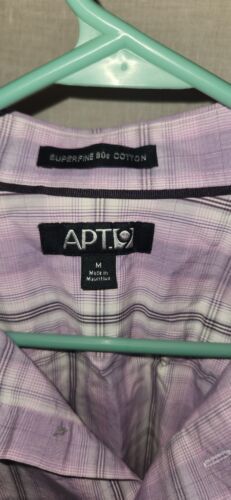 SUPERFINE 80s COTTON
APT.9
M
Made in
Mauritius